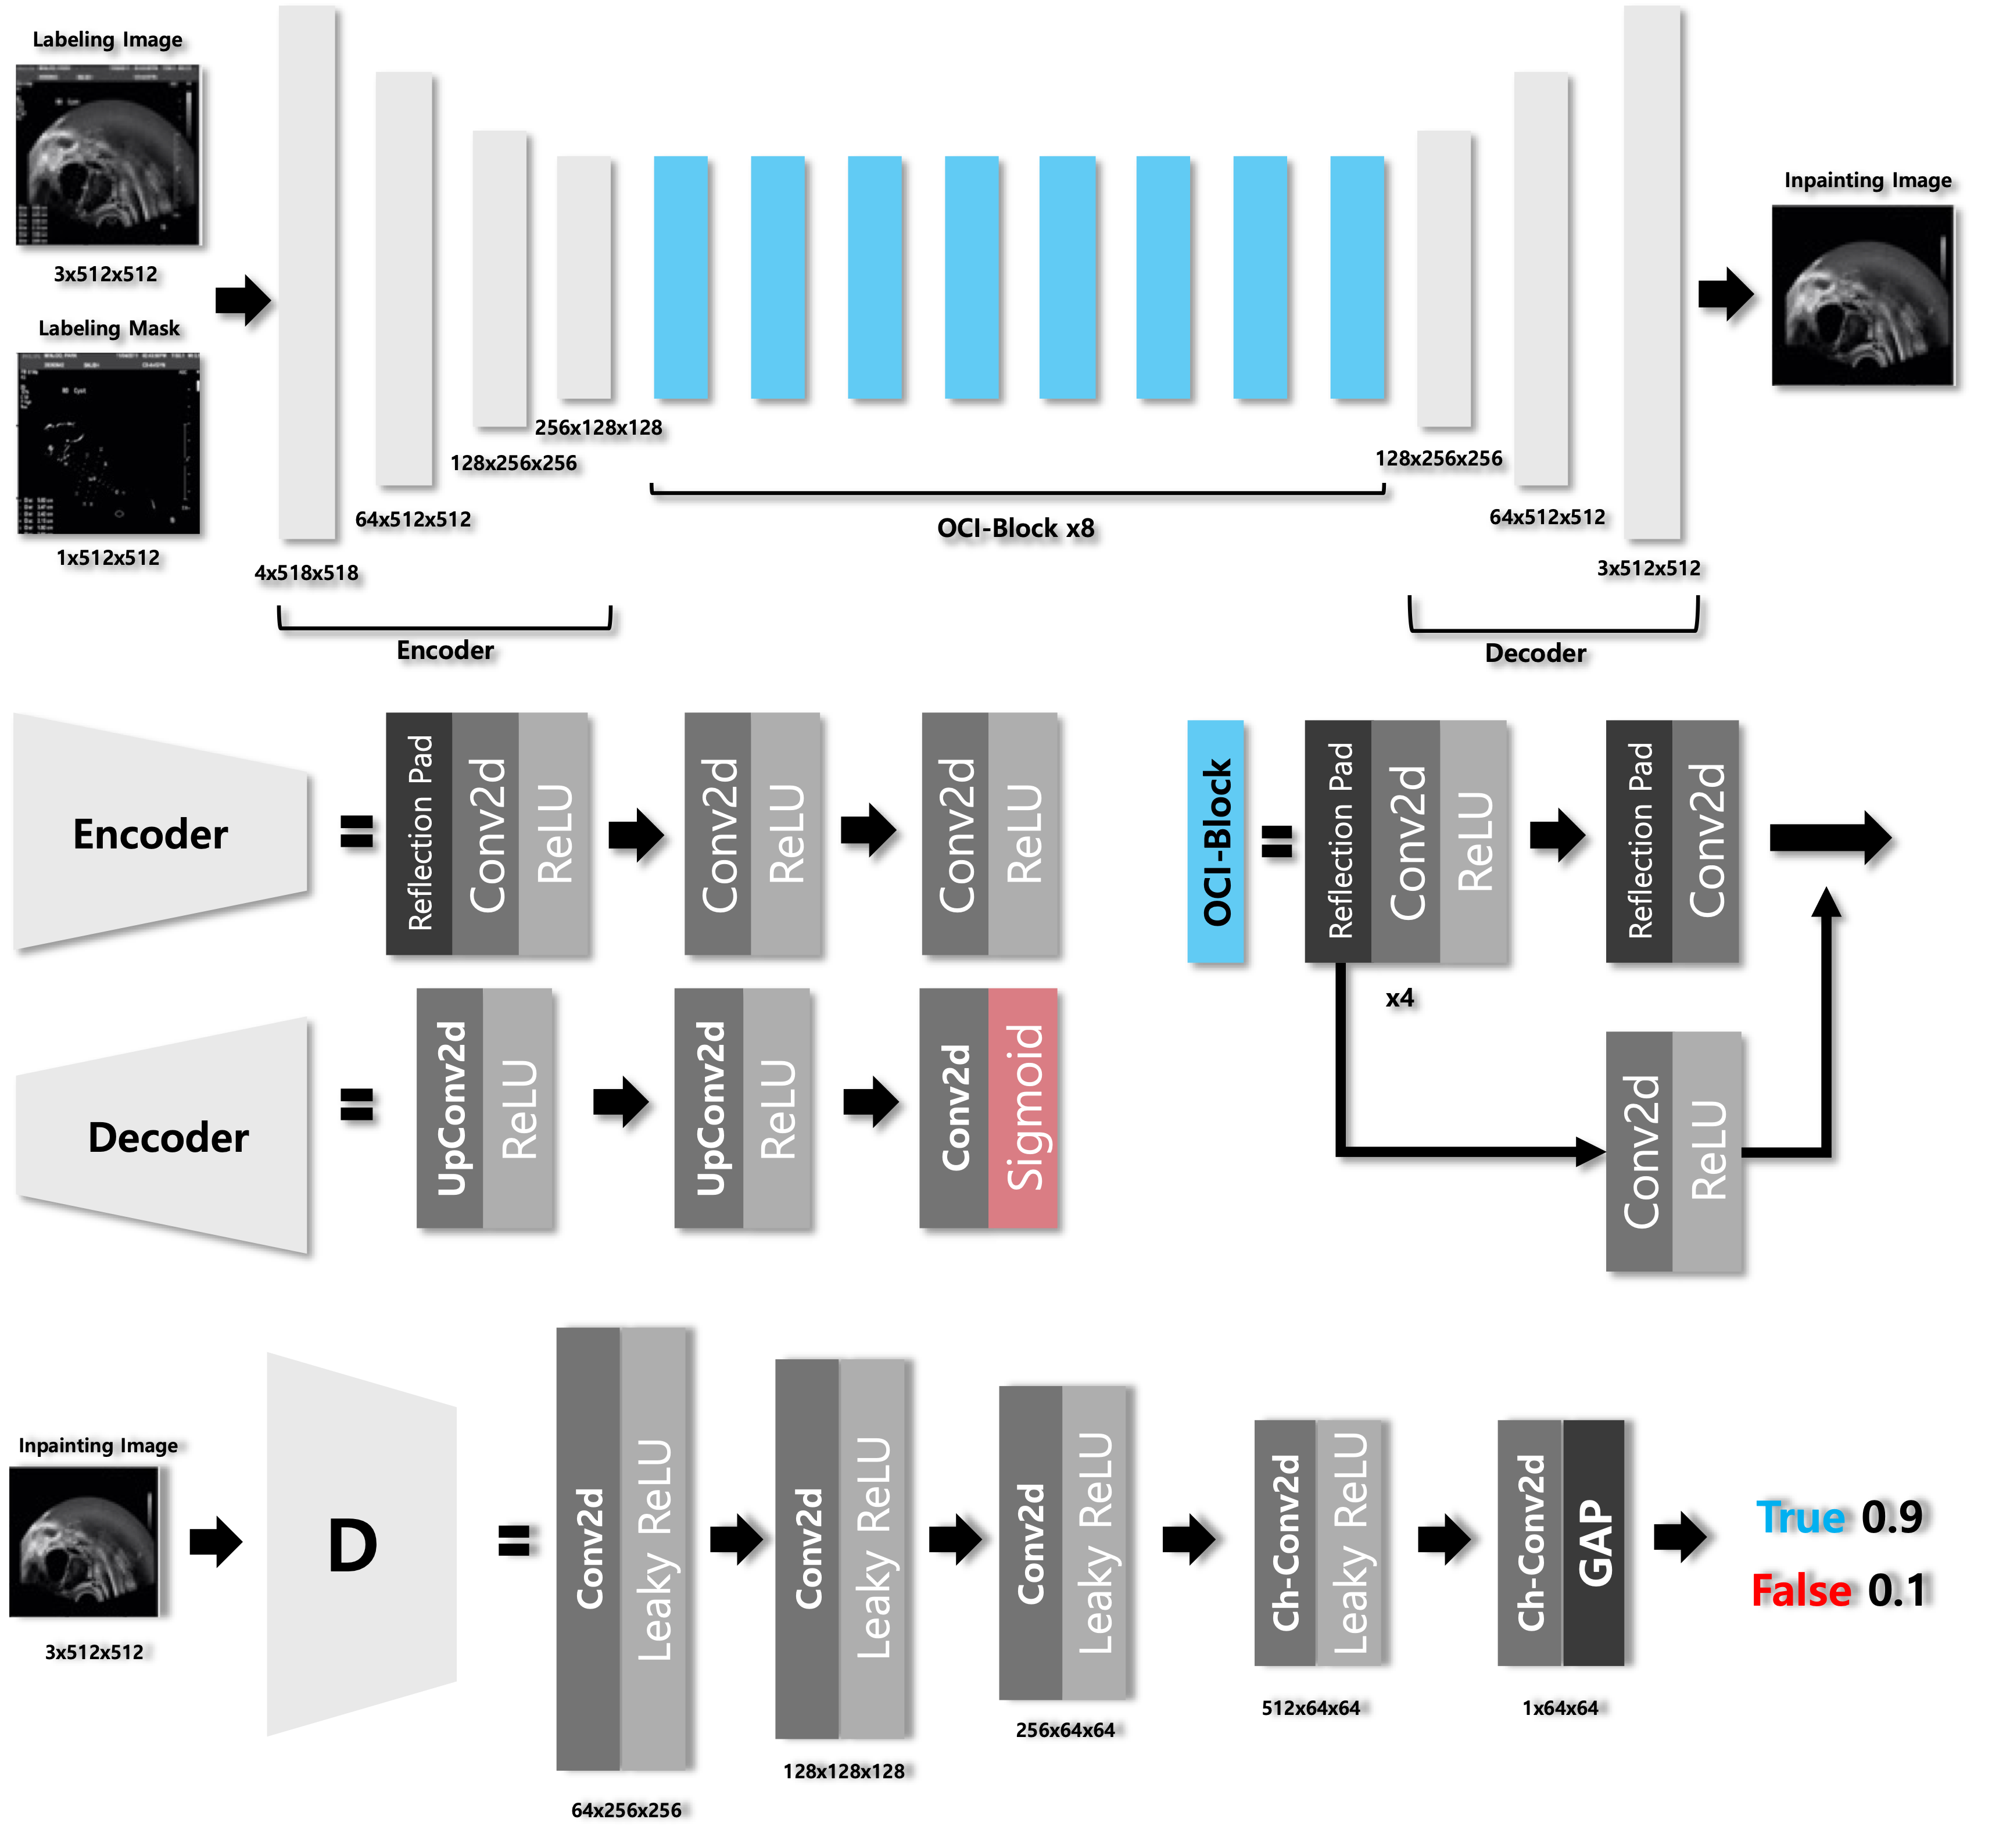 Labeling Image
3x512x512
Labeling Mask
RO Cyst
1x512x512
4x518x518
64x512x512
128x256x256
256x128x128
Encoder
OCI-Block x8
128x256x256
64x512x512
3x512x512
Decoder
Inpainting Image
Encoder
=
Reflection Pad
Conv2d
ReLU
Conv2d
ReLU
Conv2d
ReLU
OCI-Block
=
Reflection Pad
Conv2d
ReLU
x4
Reflection Pad
Conv2d
Conv2d
ReLU
Decoder
=
UpConv2d
ReLU
UpConv2d
ReLU
Conv2d
Sigmoid
Inpainting Image
3x512x512
D
=
Conv2d
Leaky ReLU
64x256x256
Conv2d
Leaky ReLU
128x128x128
Conv2d
Leaky ReLU
256x64x64
Ch-Conv2d
Leaky ReLU
512x64x64
Ch-Conv2d
GAP
1x64x64
True 0.9
False 0.1